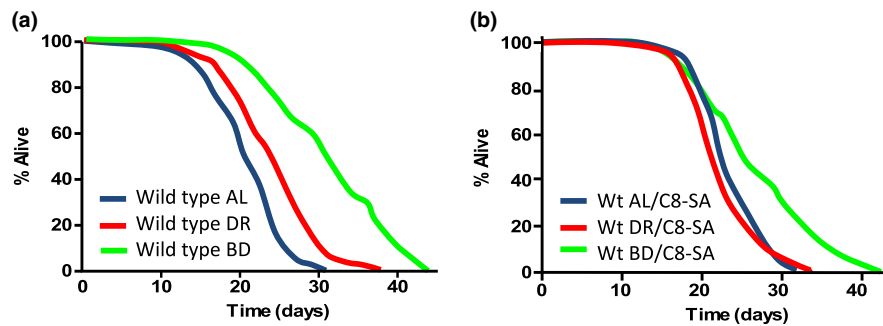 (a)
% Alive
100
80
60
40
20
0
Wild type AL
Wild type DR
Wild type BD
0 10 20 30 40
Time (days)
(b)
% Alive
100
80
60
40
20
0
Wt AL/C8-SA
Wt DR/C8-SA
Wt BD/C8-SA
0 10 20 30 40
Time (days)